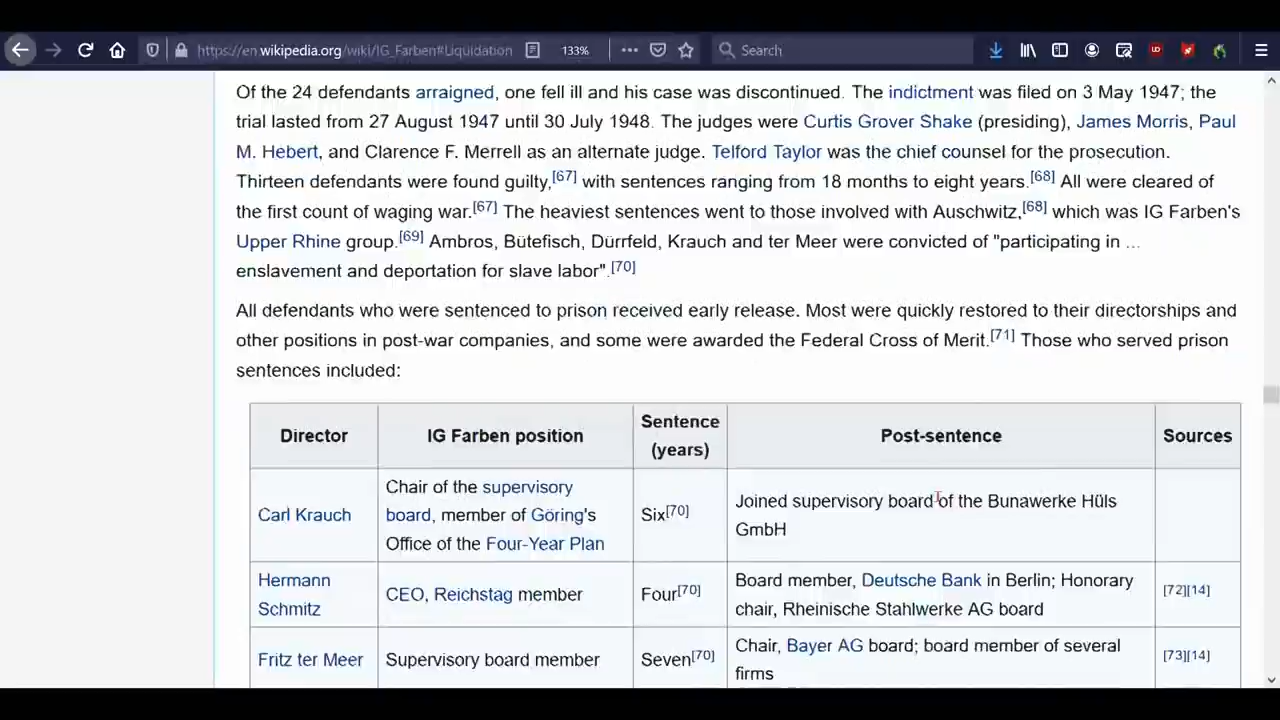 https://en.wikipedia.org/wiki/IG_Farben#Liquidation
133%
Search
Of the 24 defendants arraigned, one fell ill and his case was discontinued. The indictment was filed on 3 May 1947; the
trial lasted from 27 August 1947 until 30 July 1948. The judges were Curtis Grover Shake (presiding), James Morris, Paul
M. Hebert, and Clarence F. Merrell as an alternate judge. Telford Taylor was the chief counsel for the prosecution.
Thirteen defendants were found guilty,[67] with sentences ranging from 18 months to eight years.[68] All were cleared of
the first count of waging war.[67] The heaviest sentences went to those involved with Auschwitz,[68] which was IG Farben's
Upper Rhine group.[69] Ambros, Bütefisch, Dürrfeld, Krauch and ter Meer were convicted of "participating in ...
enslavement and deportation for slave labor".[70]
All defendants who were sentenced to prison received early release. Most were quickly restored to their directorships and
other positions in post-war companies, and some were awarded the Federal Cross of Merit.[71] Those who served prison
sentences included:
Director
IG Farben position
Sentence
(years)
Post-sentence
Sources
Carl Krauch
Chair of the supervisory
board, member of Göring's
Office of the Four-Year Plan
Six[70]
Joined supervisory board of the Bunawerke Hüls
GmbH
Hermann
Schmitz
CEO, Reichstag member
Four[70]
Board member, Deutsche Bank in Berlin; Honorary
chair, Rheinische Stahlwerke AG board
[72][14]
Fritz ter Meer
Supervisory board member
Seven[70]
Chair, Bayer AG board; board member of several
firms
[73][14]